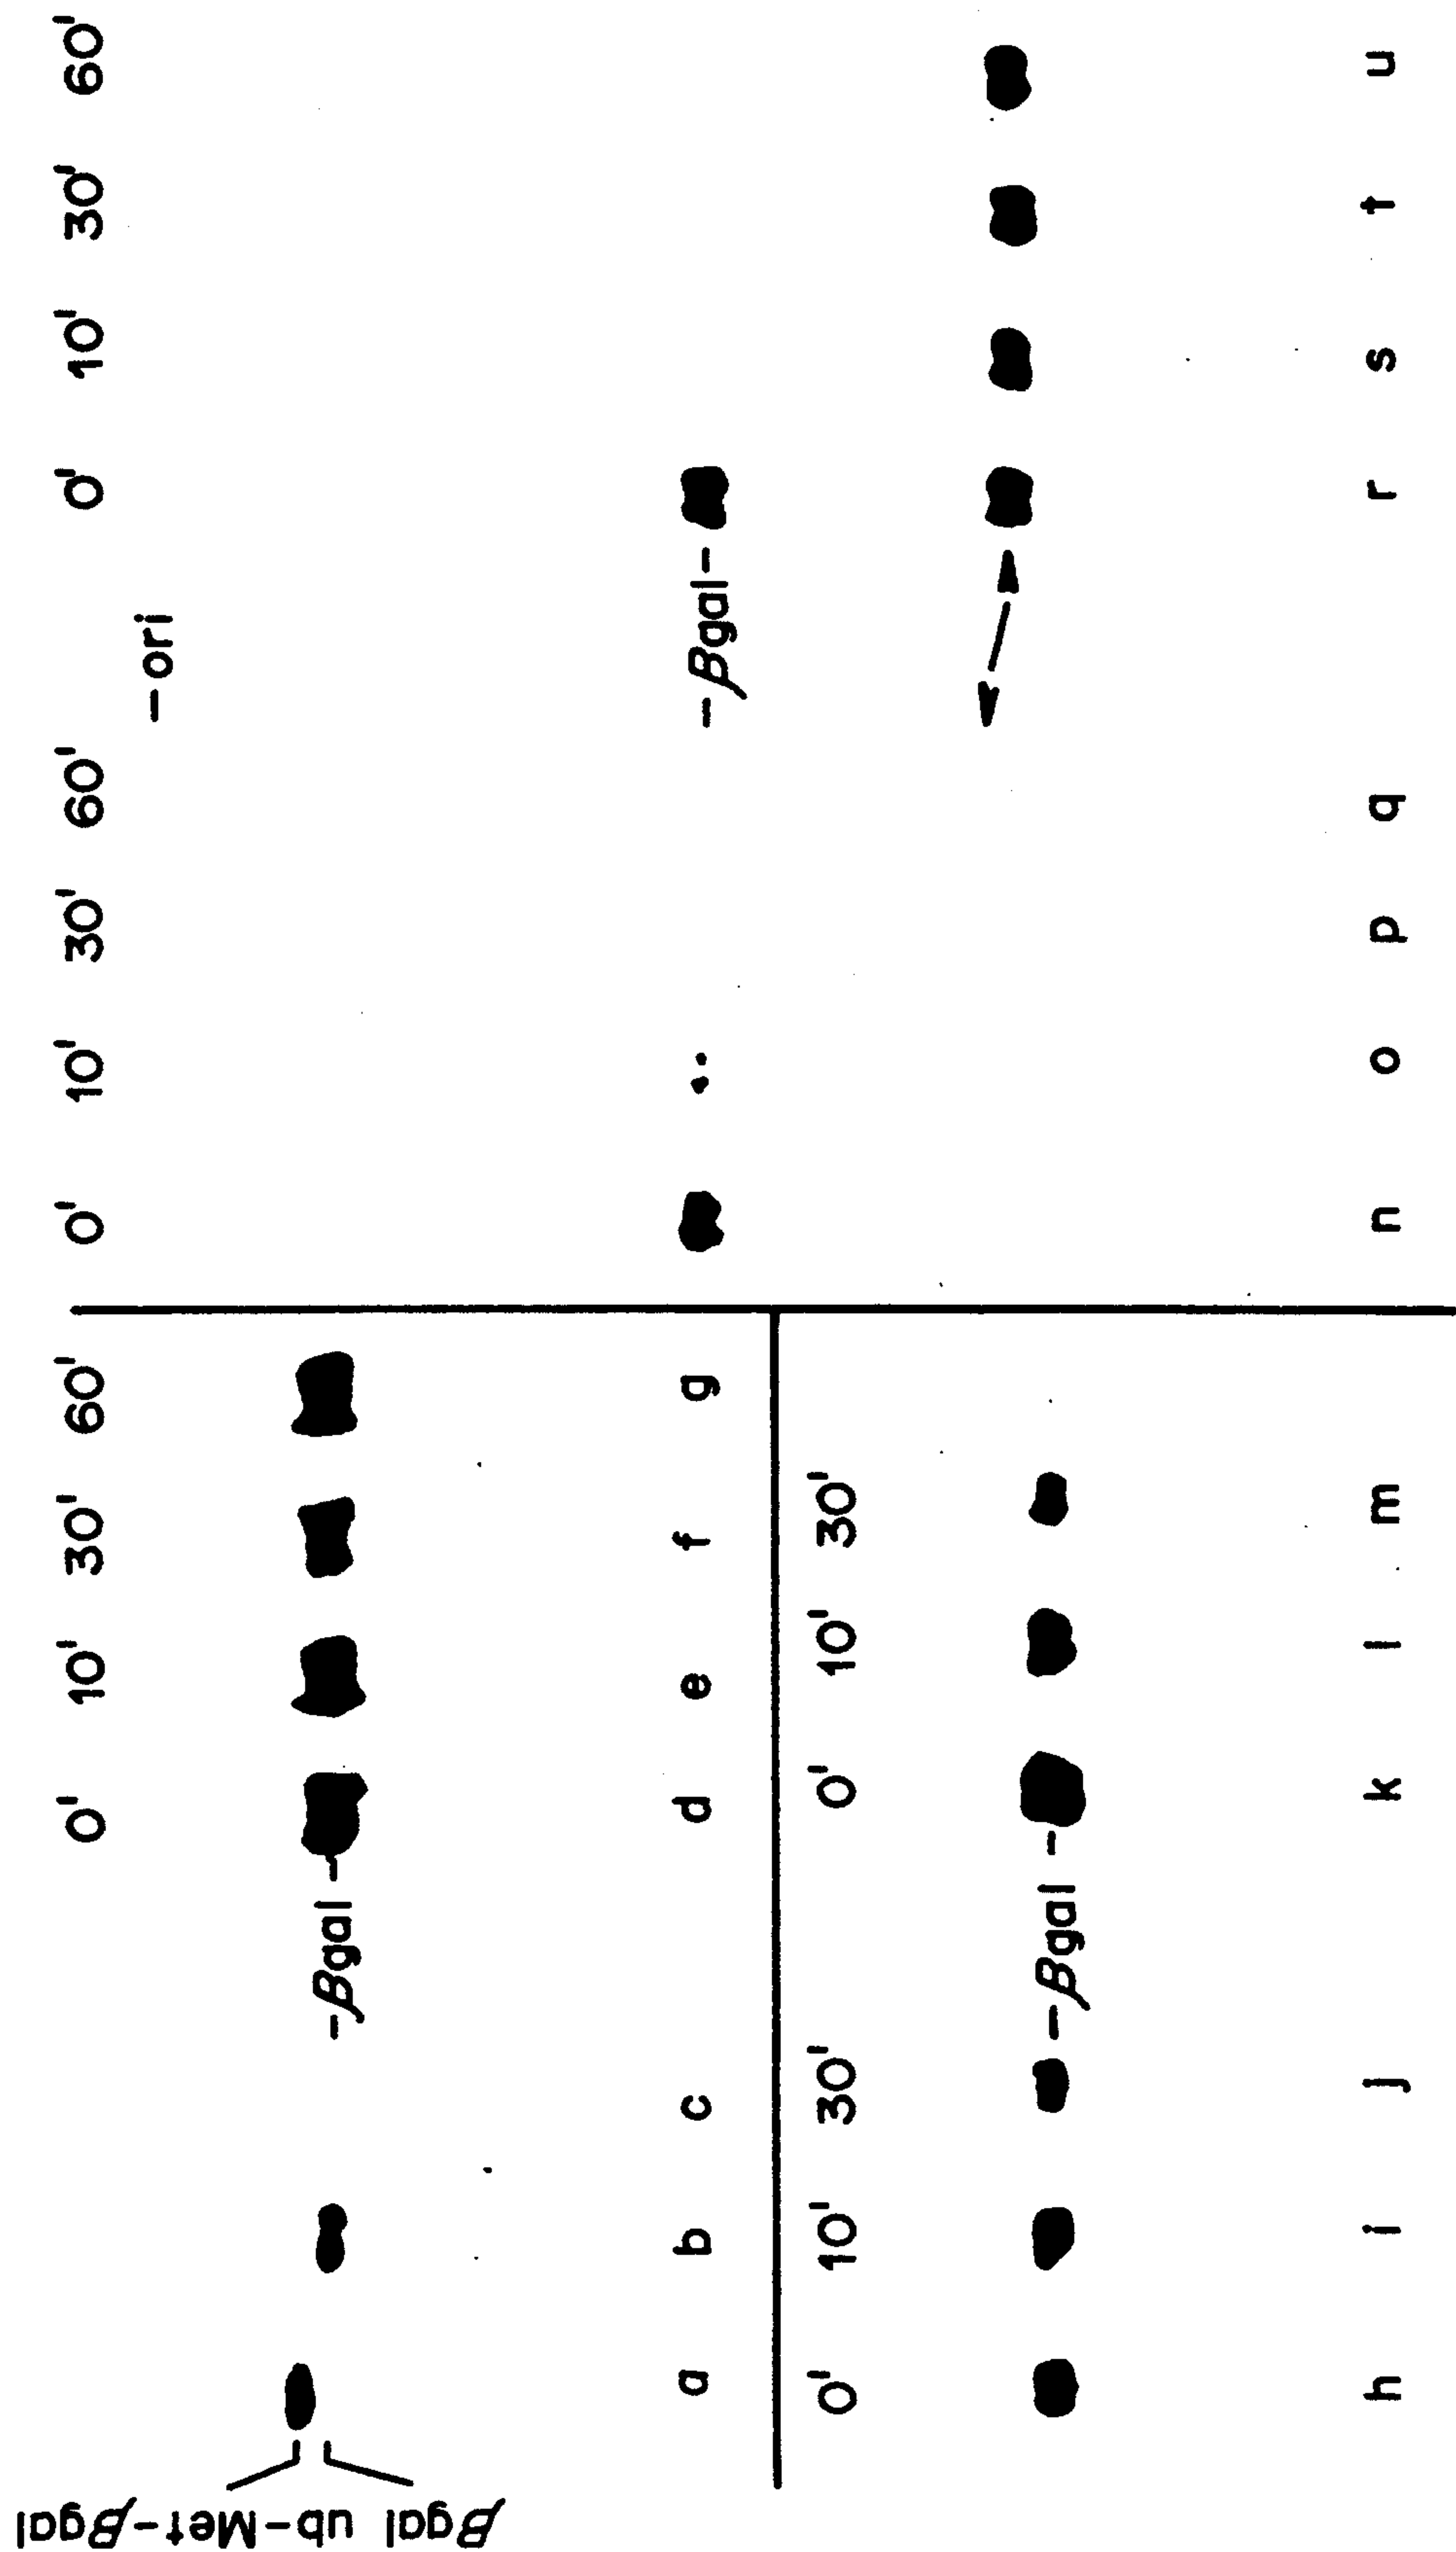 0' 10' 30' 60' 0' 10' 30' 60' 0' 10' 30' 60'
-ori
βgal ub-Met-βgal
-βgal-
-βgal-
a b c d e f g
0' 10' 30' 0' 10' 30'
-βgal-
h i j k l m n o p q r s t u